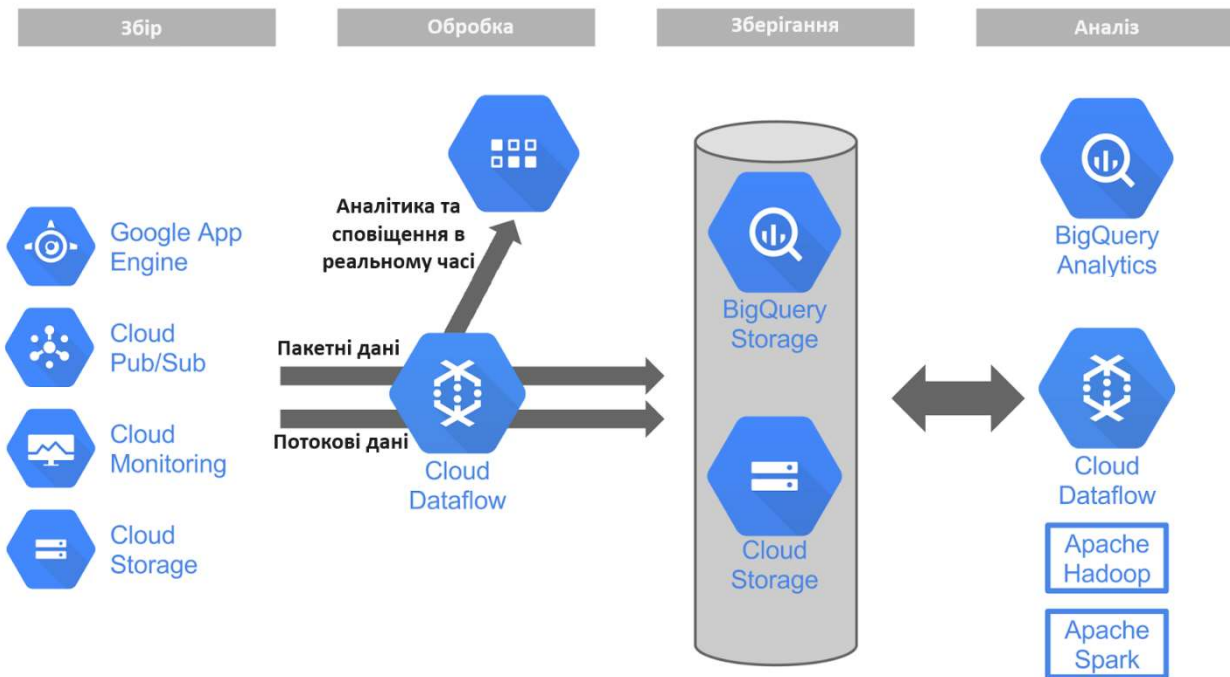 Збір
Обробка
Зберігання
Аналіз
Google App
Engine
Cloud
Pub/Sub
Cloud
Monitoring
Cloud
Storage
Аналітика та
сповіщення в
реальному часі
Пакетні дані
Потокові дані
Cloud
Dataflow
BigQuery
Storage
Cloud
Storage
BigQuery
Analytics
Cloud
Dataflow
Apache
Hadoop
Apache
Spark